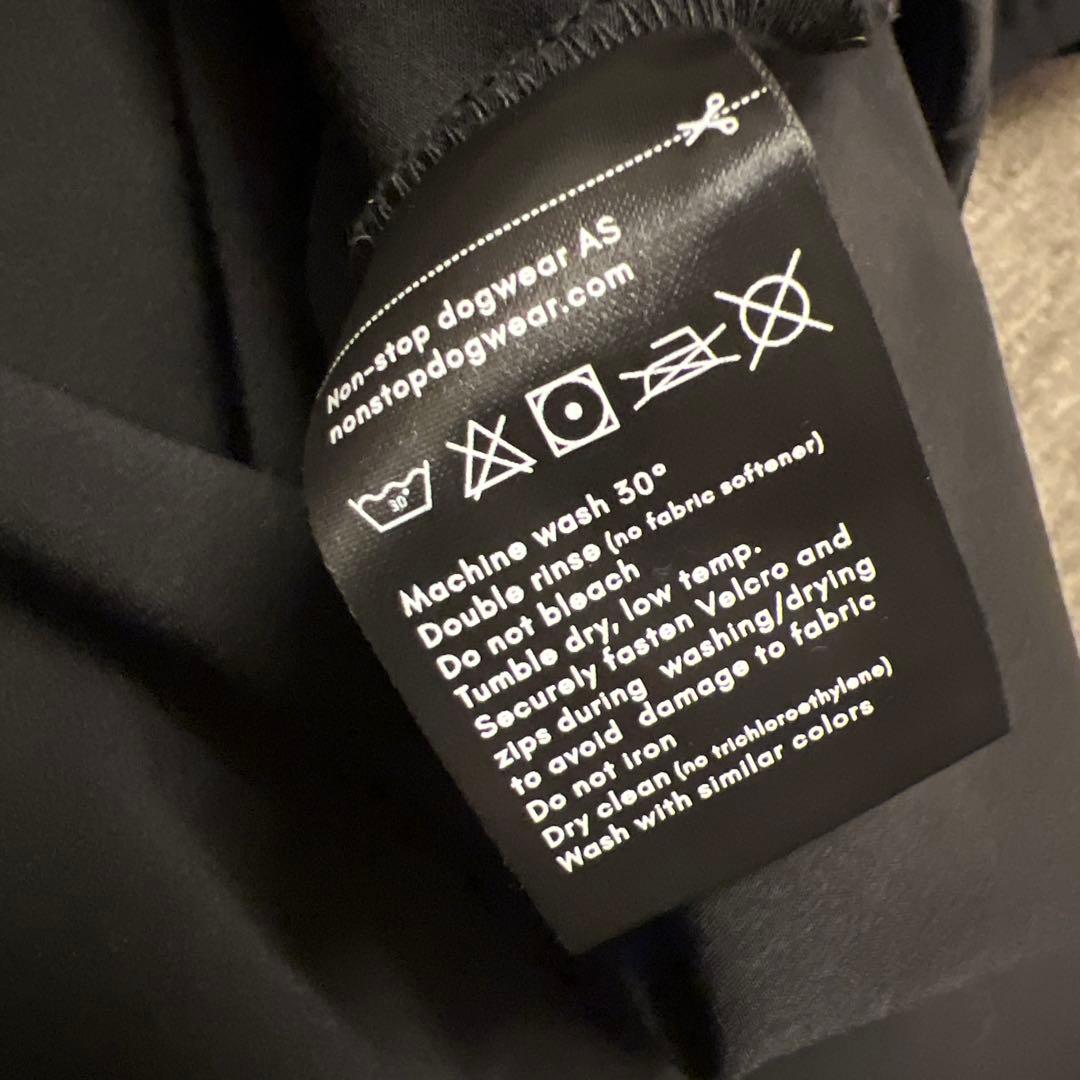 Non-stop dogwear AS
nonstopdogwear.com
30°
Machine wash 30°
Double rinse (no fabric softener)
Do not bleach
Tumble dry, low temp.
Securely fasten Velcro and
zips during washing/drying
to avoid damage to fabric
Do not iron
Dry clean (no trichloroethylene)
Wash with similar colors